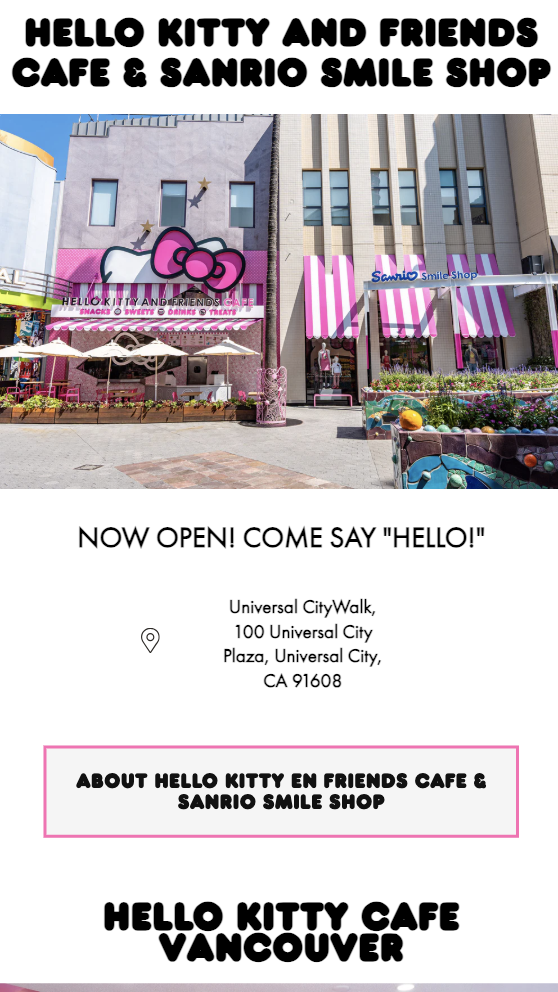 HELLO KITTY AND FRIENDS
CAFE & SANRIO SMILE SHOP
HELLO KITTY AND FRIENDS CAFE
SNACKS SWEETS DRINKS TREATS
Sanrio Smile Shop
NOW OPEN! COME SAY "HELLO!"
Universal CityWalk,
100 Universal City
Plaza, Universal City,
CA 91608
ABOUT HELLO KITTY EN FRIENDS CAFE &
SANRIO SMILE SHOP
HELLO KITTY CAFE
VANCOUVER